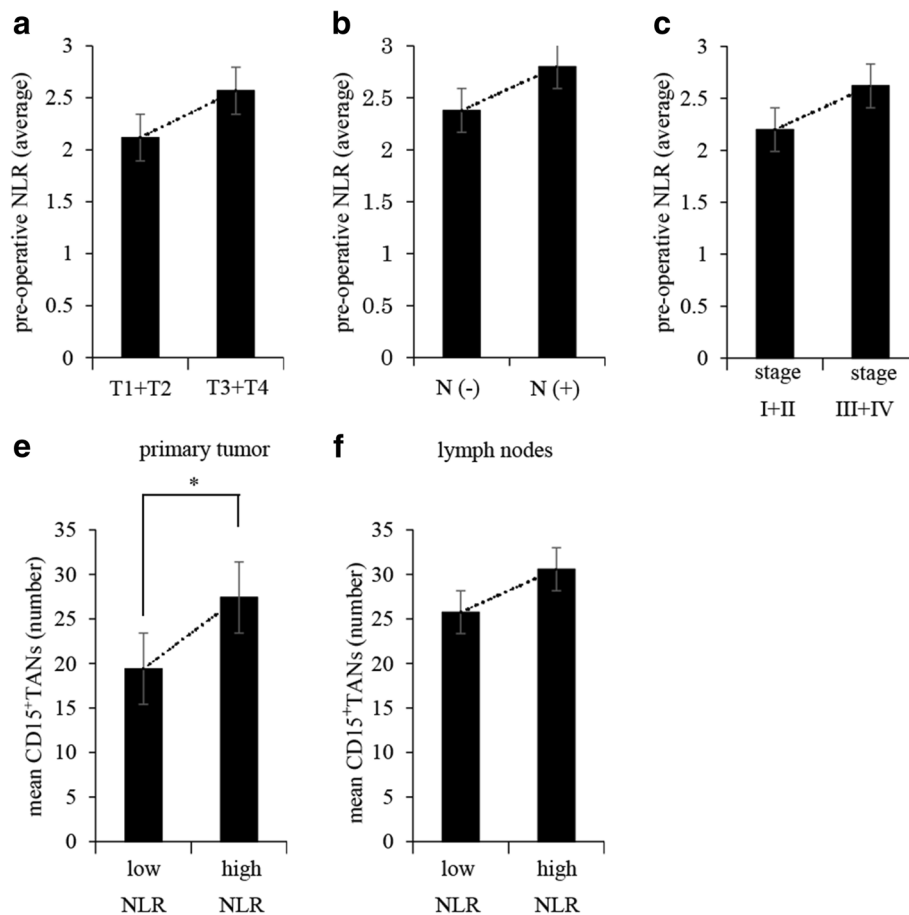 a
pre-operative NLR (average)
3
2.5
2
1.5
1
0.5
0
T1+T2 T3+T4
b
pre-operative NLR (average)
3
2.5
2
1.5
1
0.5
0
N (-) N (+)
c
pre-operative NLR (average)
3
2.5
2
1.5
1
0.5
0
stage stage
I+II III+IV
e primary tumor
*
mean CD15⁺TANs (number)
35
30
25
20
15
10
5
0
low high
NLR NLR
f lymph nodes
mean CD15⁺TANs (number)
35
30
25
20
15
10
5
0
low high
NLR NLR